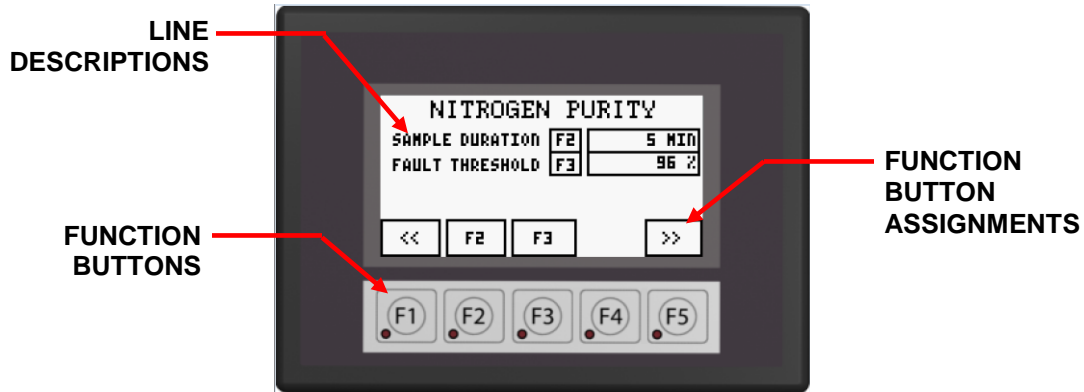 LINE
DESCRIPTIONS
NITROGEN PURITY
SAMPLE DURATION F2 5 MIN
FAULT THRESHOLD F3 96 %
FUNCTION
BUTTON
ASSIGNMENTS
<< F2 F3 >>
FUNCTION
BUTTONS
F1 F2 F3 F4 F5